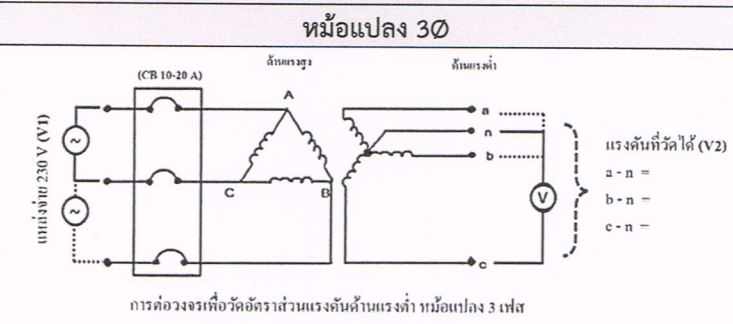 หม้อแปลง 3Ø
ด้านแรงสูง
ด้านแรงต่ำ
(CB 10-20 A)
A
a
n
b
แหล่งจ่าย 230 V (V1)
~
~
C
B
V
c
แรงดันที่วัดได้ (V2)
a - n =
b - n =
c - n =
การต่อวงจรเพื่อวัดอัตราส่วนแรงดันด้านแรงต่ำ หม้อแปลง 3 เฟส